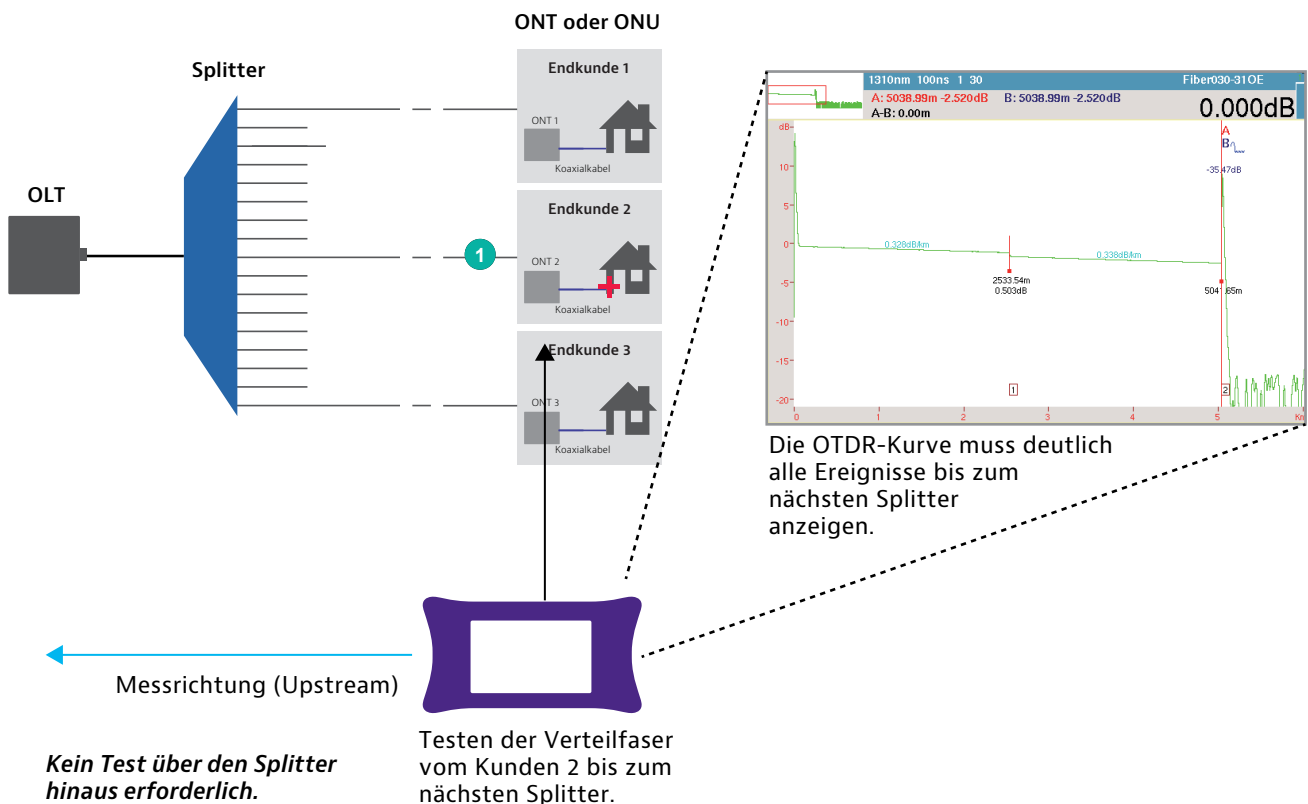 ONT oder ONU
Splitter
OLT
Endkunde 1
ONT 1
Koaxialkabel
Endkunde 2
ONT 2
Koaxialkabel
1
Endkunde 3
ONT 3
Koaxialkabel
1310nm 100ns 1 30
Fiber030-31OE
A: 5038.99m -2.520dB
B: 5038.99m -2.520dB
A-B: 0.00m
0.000dB
dB
10
5
0
-5
-10
-15
-20
A
B
-35.47dB
0.328dB/km
0.338dB/km
2533.54m
0.503dB
1
2
0
1
2
3
4
5
Die OTDR-Kurve muss deutlich
alle Ereignisse bis zum
nächsten Splitter
anzeigen.
Messrichtung (Upstream)
Kein Test über den Splitter
hinaus erforderlich.
Testen der Verteilfaser
vom Kunden 2 bis zum
nächsten Splitter.